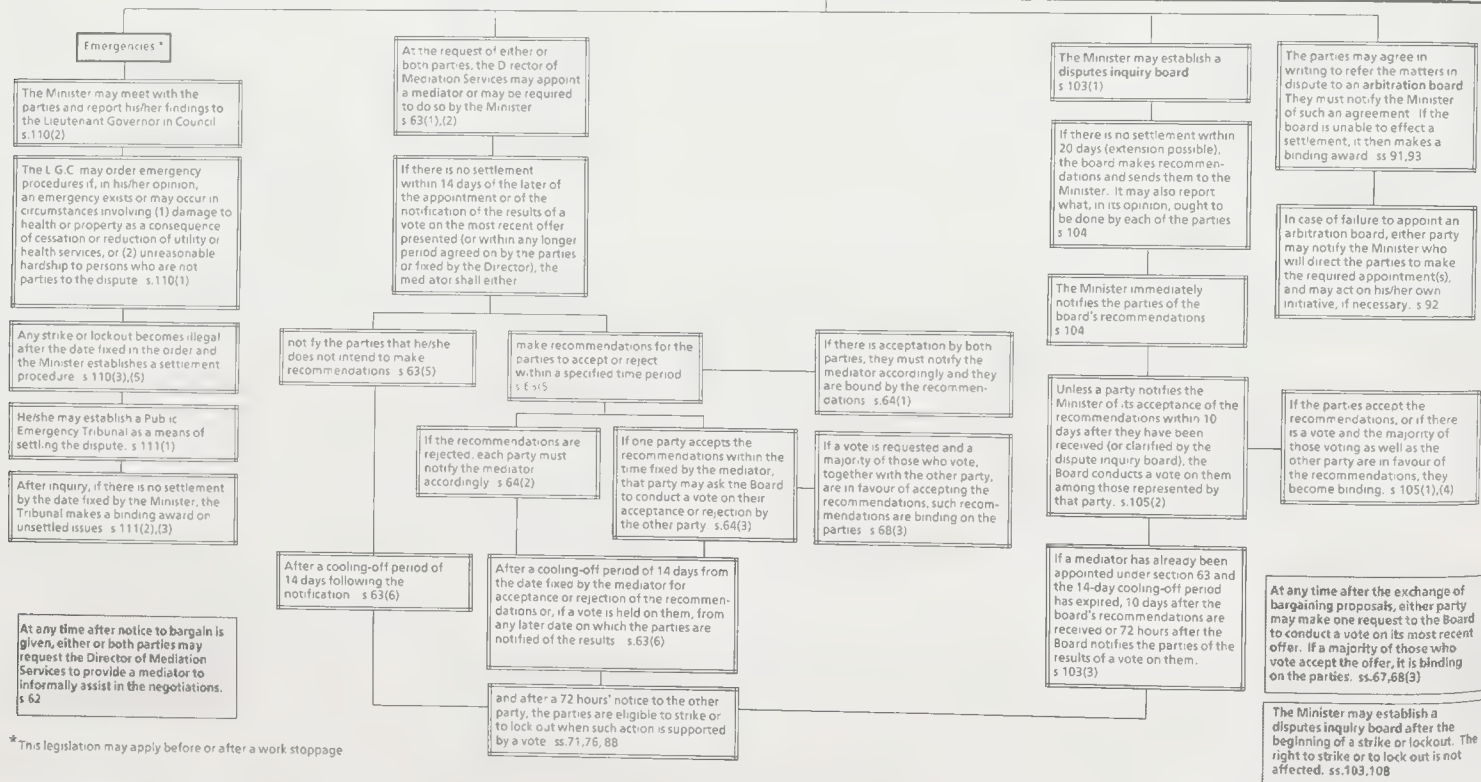 Emergencies *
The Minister may meet with the
parties and report his/her findings to
the Lieutenant Governor in Council
s.110(2)
The L G.C may order emergency
procedures if, in his/her opinion,
an emergency exists or may occur in
circumstances involving (1) damage to
health or property as a consequence
of cessation or reduction of utility or
health services, or (2) unreasonable
hardship to persons who are not
parties to the dispute s.110(1)
Any strike or lockout becomes illegal
after the date fixed in the order and
the Minister establishes a settlement
procedure s 110(3),(5)
He/she may establish a Pub ic
Emergency Tribunal as a means of
settling the dispute. s 111(1)
After inquiry, if there is no settlement
by the date fixed by the Minister, the
Tribunal makes a binding award on
unsettled issues s 111(2),(3)
At any time after notice to bargain is
given, either or both parties may
request the Director of Mediation
Services to provide a mediator to
informally assist in the negotiations.
s 62
* This legislation may apply before or after a work stoppage
At the request of either or
both parties, the D rector of
Mediation Services may appoint
a mediator or may be required
to do so by the Minister
s 63(1),(2)
If there is no settlement
within 14 days of the later of
the appointment or of the
notification of the results of a
vote on the most recent offer
presented (or within any longer
period agreed on by the parties
or fixed by the Director), the
med ator shall either
not fy the parties that he/she
does not intend to make
recommendations s 63(5)
make recommendations for the
parties to accept or reject
within a specified time period
If there is acceptation by both
parties, they must notify the
mediator accordingly and they
are bound by the recommen-
dations s.64(1)
If the recommendations are
rejected, each party must
notify the mediator
accordingly s 64(2)
If one party accepts the
recommendations within the
time fixed by the mediator,
that party may ask the Board
to conduct a vote on their
acceptance or rejection by
the other party s.64(3)
If a vote is requested and a
majority of those who vote,
together with the other party,
are in favour of accepting the
recommendations, such recom-
mendations are binding on the
parties s 68(3)
After a cooling-off period of
14 days following the
notification s 63(6)
After a cooling-off period of 14 days from
the date fixed by the mediator for
acceptance or rejection of the recommen-
dations or, if a vote is held on them, from
any later date on which the parties are
notified of the results s.63(6)
and after a 72 hours' notice to the other
party, the parties are eligible to strike or
to lock out when such action is supported
by a vote ss.71,76, 88
The Minister may establish a
disputes inquiry board
s 103(1)
If there is no settlement within
20 days (extension possible),
the board makes recommen-
dations and sends them to the
Minister. It may also report
what, in its opinion, ought to
be done by each of the parties
s 104
The Minister immediately
notifies the parties of the
board's recommendations
s 104
Unless a party notifies the
Minister of its acceptance of the
recommendations within 10
days after they have been
received (or clarified by the
dispute inquiry board), the
Board conducts a vote on them
among those represented by
that party. s.105(2)
If a mediator has already been
appointed under section 63 and
the 14-day cooling-off period
has expired, 10 days after the
board's recommendations are
received or 72 hours after the
Board notifies the parties of the
results of a vote on them.
s 103(3)
The parties may agree in
writing to refer the matters in
dispute to an arbitration board
They must notify the Minister
of such an agreement If the
board is unable to effect a
settlement, it then makes a
binding award ss 91,93
In case of failure to appoint an
arbitration board, either party
may notify the Minister who
will direct the parties to make
the required appointment(s),
and may act on his/her own
initiative, if necessary. s 92
If the parties accept the
recommendations, or if there
is a vote and the majority of
those voting as well as the
other party are in favour of
the recommendations, they
become binding. s 105(1),(4)
At any time after the exchange of
bargaining proposals, either party
may make one request to the Board
to conduct a vote on its most recent
offer. If a majority of those who
vote accept the offer, it is binding
on the parties. ss.67,68(3)
The Minister may establish a
disputes inquiry board after the
beginning of a strike or lockout. The
right to strike or to lock out is not
affected. ss.103,108